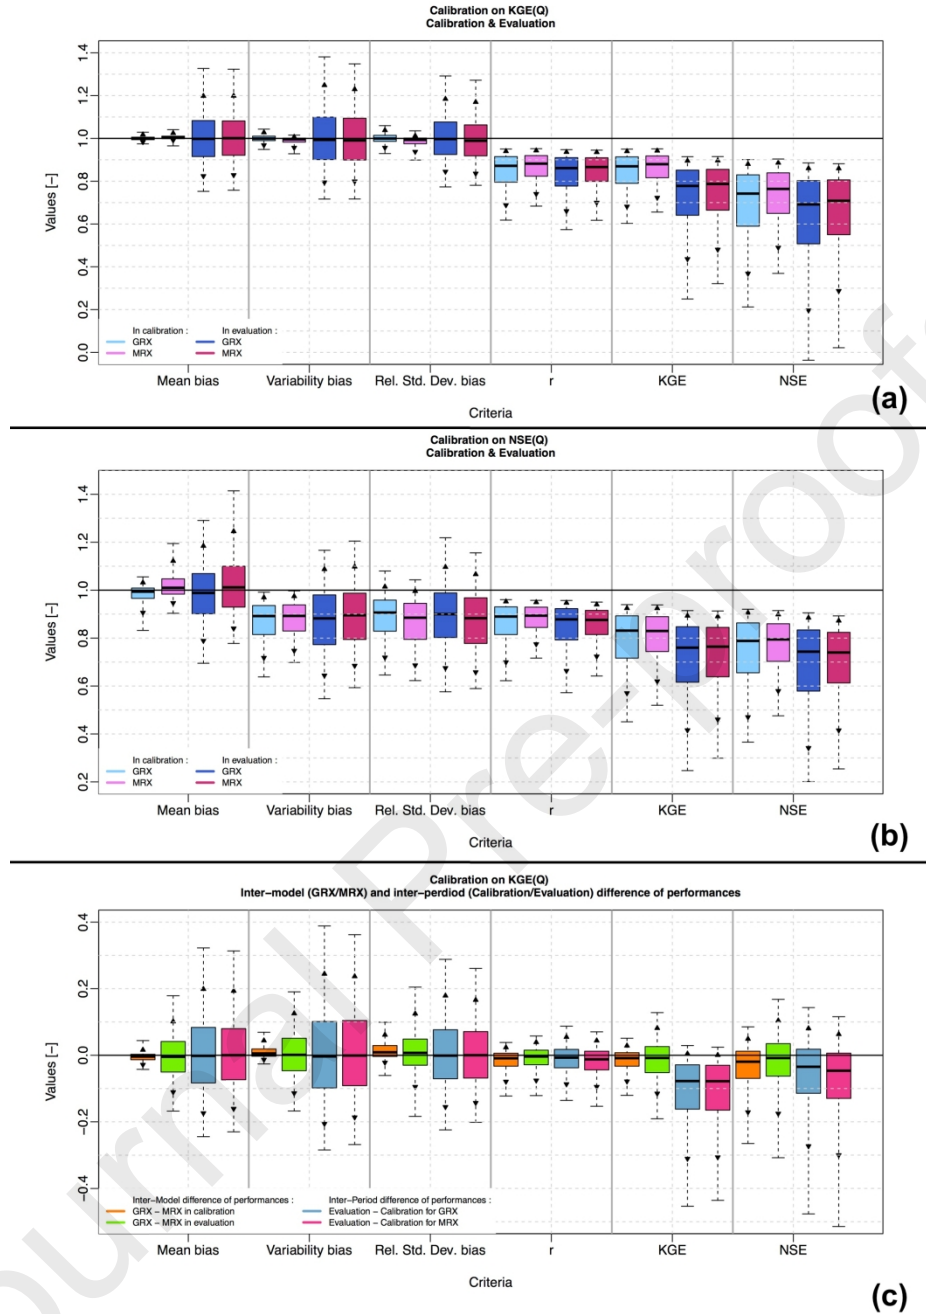 Calibration on KGE(Q)
Calibration & Evaluation
1.4
1.2
1.0
0.8
0.6
0.4
0.2
0.0
Values [−]
In calibration :
In evaluation :
GRX
GRX
MRX
MRX
Mean bias
Variability bias
Rel. Std. Dev. bias
r
KGE
NSE
Criteria
(a)
Calibration on NSE(Q)
Calibration & Evaluation
1.4
1.2
1.0
0.8
0.6
0.4
0.2
Values [−]
In calibration :
In evaluation :
GRX
GRX
MRX
MRX
Mean bias
Variability bias
Rel. Std. Dev. bias
r
KGE
NSE
Criteria
(b)
Calibration on KGE(Q)
Inter−model (GRX/MRX) and inter−perdiod (Calibration/Evaluation) difference of performances
0.4
0.2
0.0
−0.2
−0.4
Values [−]
Inter−Model difference of performances :
Inter−Period difference of performances :
GRX − MRX in calibration
Evaluation − Calibration for GRX
GRX − MRX in evaluation
Evaluation − Calibration for MRX
Mean bias
Variability bias
Rel. Std. Dev. bias
r
KGE
NSE
Criteria
(c)
Journal Pre-proofs